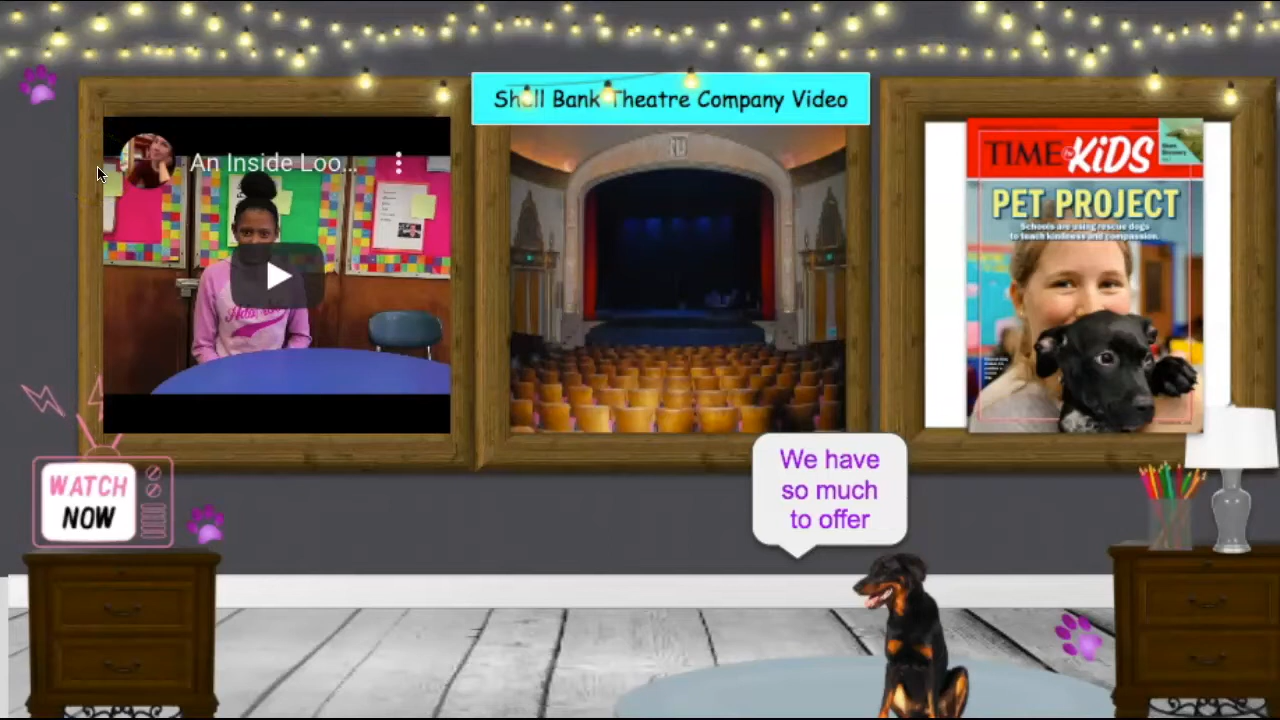 Shell Bank Theatre Company Video
An Inside Loo...
TIME for KiDS
PET PROJECT
Schools are using rescue dogs
to teach kindness and compassion.
We have
so much
to offer
WATCH
NOW